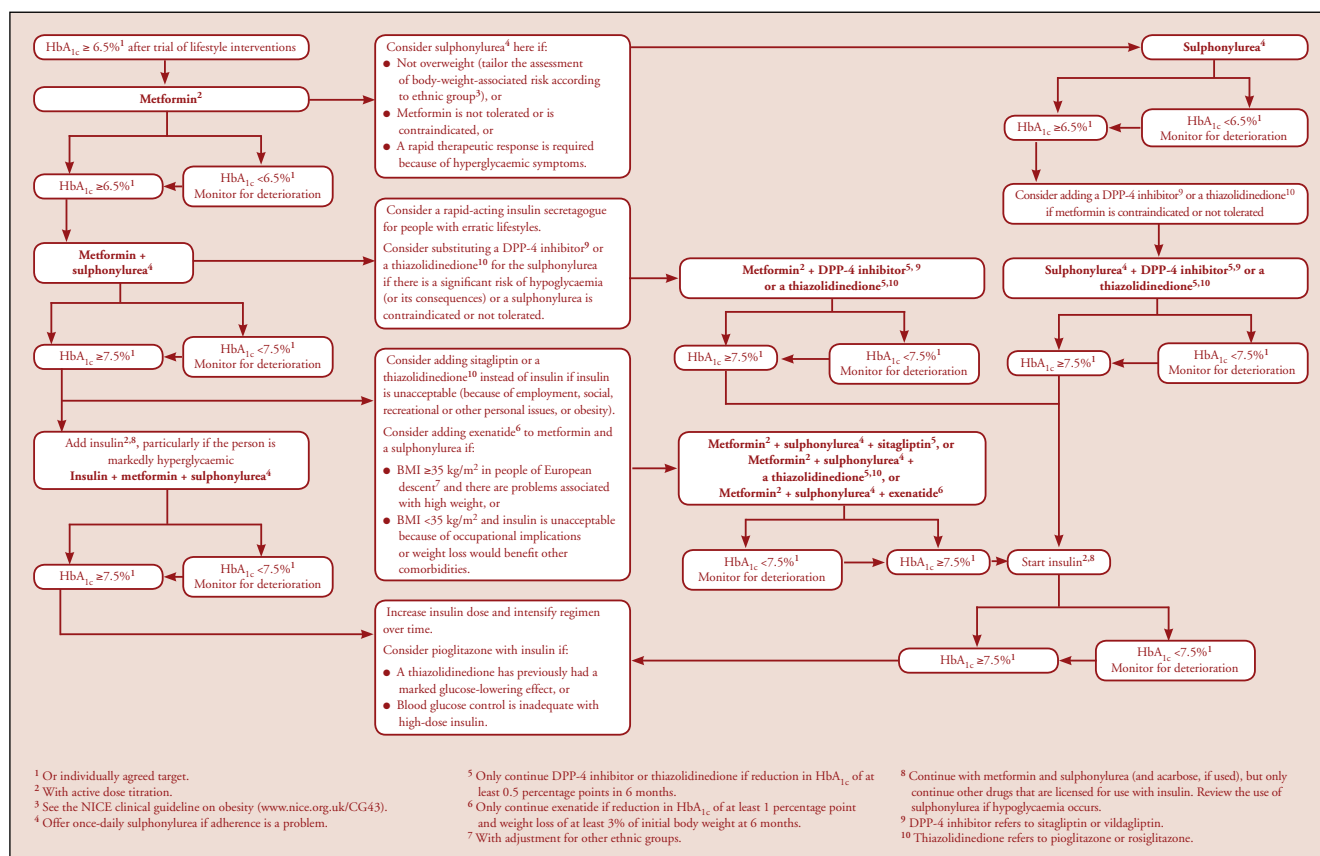 HbA1c ≥ 6.5%1 after trial of lifestyle interventions
Metformin2
HbA1c ≥6.5%1
HbA1c <6.5%1
Monitor for deterioration
Metformin +
sulphonylurea4
HbA1c ≥7.5%1
HbA1c <7.5%1
Monitor for deterioration
Add insulin2,8, particularly if the person is
markedly hyperglycaemic
Insulin + metformin + sulphonylurea4
HbA1c ≥7.5%1
HbA1c <7.5%1
Monitor for deterioration
Consider sulphonylurea4 here if:
● Not overweight (tailor the assessment
of body-weight-associated risk according
to ethnic group3), or
● Metformin is not tolerated or is
contraindicated, or
● A rapid therapeutic response is required
because of hyperglycaemic symptoms.
Consider a rapid-acting insulin secretagogue
for people with erratic lifestyles.
Consider substituting a DPP-4 inhibitor9 or
a thiazolidinedione10 for the sulphonylurea
if there is a significant risk of hypoglycaemia
(or its consequences) or a sulphonylurea is
contraindicated or not tolerated.
Consider adding sitagliptin or a
thiazolidinedione10 instead of insulin if insulin
is unacceptable (because of employment, social,
recreational or other personal issues, or obesity).
Consider adding exenatide6 to metformin and
a sulphonylurea if:
● BMI ≥35 kg/m2 in people of European
descent7 and there are problems associated
with high weight, or
● BMI <35 kg/m2 and insulin is unacceptable
because of occupational implications
or weight loss would benefit other
comorbidities.
Increase insulin dose and intensify regimen
over time.
Consider pioglitazone with insulin if:
● A thiazolidinedione has previously had a
marked glucose-lowering effect, or
● Blood glucose control is inadequate with
high-dose insulin.
Metformin2 + DPP-4 inhibitor5, 9
or a thiazolidinedione5,10
HbA1c ≥7.5%1
HbA1c <7.5%1
Monitor for deterioration
Metformin2 + sulphonylurea4 + sitagliptin5, or
Metformin2 + sulphonylurea4 +
a thiazolidinedione5,10, or
Metformin2 + sulphonylurea4 + exenatide6
HbA1c <7.5%1
Monitor for deterioration
HbA1c ≥7.5%1
Sulphonylurea4
HbA1c ≥6.5%1
HbA1c <6.5%1
Monitor for deterioration
Consider adding a DPP-4 inhibitor9 or a thiazolidinedione10
if metformin is contraindicated or not tolerated
Sulphonylurea4 + DPP-4 inhibitor5,9 or a
thiazolidinedione5,10
HbA1c ≥7.5%1
HbA1c <7.5%1
Monitor for deterioration
Start insulin2,8
HbA1c ≥7.5%1
HbA1c <7.5%1
Monitor for deterioration
1 Or individually agreed target.
2 With active dose titration.
3 See the NICE clinical guideline on obesity (www.nice.org.uk/CG43).
4 Offer once-daily sulphonylurea if adherence is a problem.
5 Only continue DPP-4 inhibitor or thiazolidinedione if reduction in HbA1c of at
least 0.5 percentage points in 6 months.
6 Only continue exenatide if reduction in HbA1c of at least 1 percentage point
and weight loss of at least 3% of initial body weight at 6 months.
7 With adjustment for other ethnic groups.
8 Continue with metformin and sulphonylurea (and acarbose, if used), but only
continue other drugs that are licensed for use with insulin. Review the use of
sulphonylurea if hypoglycaemia occurs.
9 DPP-4 inhibitor refers to sitagliptin or vildagliptin.
10 Thiazolidinedione refers to pioglitazone or rosiglitazone.